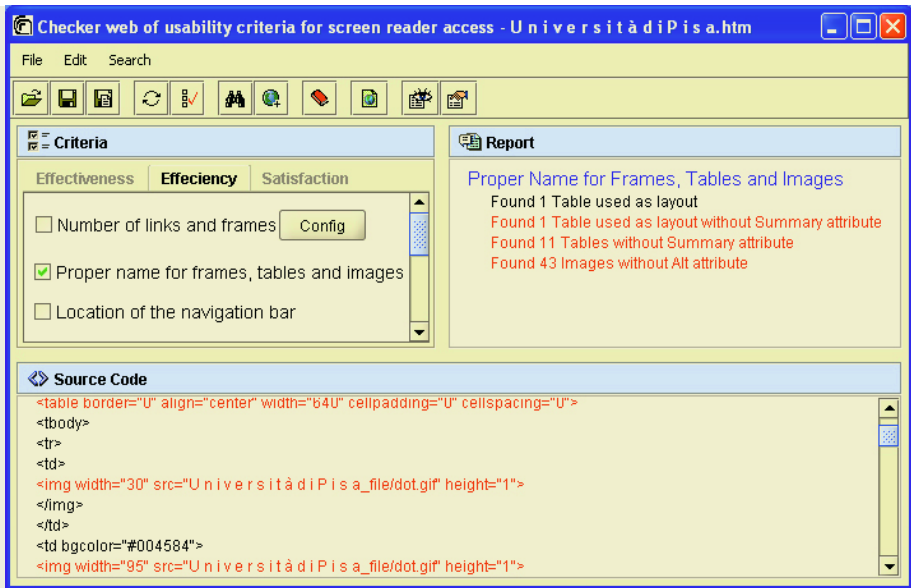 Checker web of usability criteria for screen reader access - U n i v e r s i t à d i P i s a. htm
File Edit Search
Criteria
Effectiveness Effeciency Satisfaction
Number of links and frames Config
Proper name for frames, tables and images
Location of the navigation bar
Report
Proper Name for Frames, Tables and Images
Found 1 Table used as layout
Found 1 Table used as layout without Summary attribute
Found 11 Tables without Summary attribute
Found 43 Images without Alt attribute
Source Code
<table border="0" align="center" width="640" cellpadding="0" cellspacing="0">
<tbody>
<tr>
<td>
<img width="30" src="U n i v e r s i t à d i P i s a_file/dot.gif" height="1">
</img>
</td>
<td bgcolor="#004584">
<img width="95" src="U n i v e r s i t à d i P i s a_file/dot.gif" height="1">